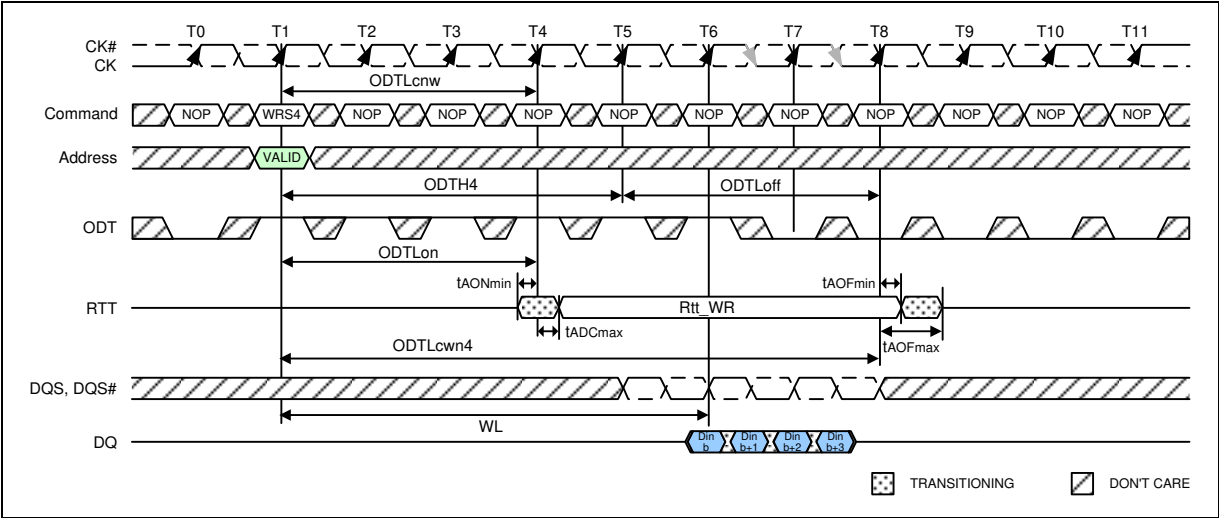 T0 T1 T2 T3 T4 T5 T6 T7 T8 T9 T10 T11
CK#
CK
ODTLcnw
Command NOP WRS4 NOP NOP NOP NOP NOP NOP NOP NOP NOP NOP
Address VALID
ODTH4 ODTLoff
ODT
ODTLon
tAONmin tAOFmin
RTT Rtt_WR
tADCmax
tAOFmax
ODTLcwn4
DQS, DQS#
WL
DQ Din b Din b+1 Din b+2 Din b+3
TRANSITIONING DON'T CARE